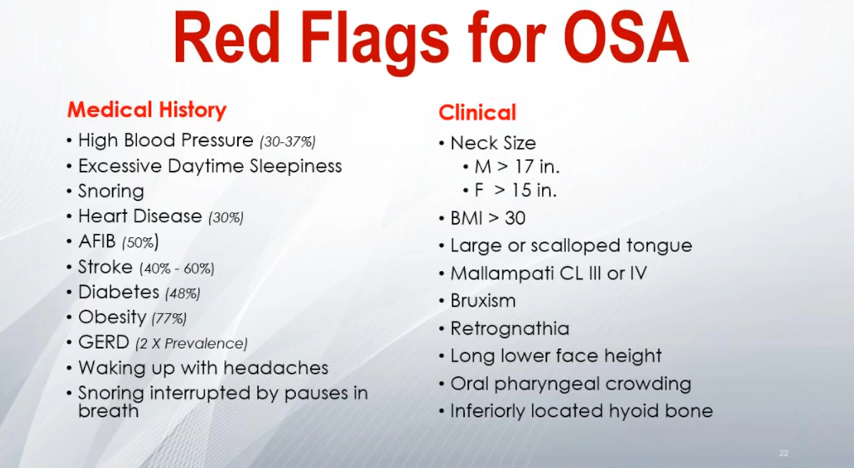 Red Flags for OSA
Medical History
• High Blood Pressure (30-37%)
• Excessive Daytime Sleepiness
• Snoring
• Heart Disease (30%)
• AFIB (50%)
• Stroke (40% - 60%)
• Diabetes (48%)
• Obesity (77%)
• GERD (2 X Prevalence)
• Waking up with headaches
• Snoring interrupted by pauses in
breath
Clinical
• Neck Size
• M > 17 in.
• F > 15 in.
• BMI > 30
• Large or scalloped tongue
• Mallampati CL III or IV
• Bruxism
• Retrognathia
• Long lower face height
• Oral pharyngeal crowding
• Inferiorly located hyoid bone
22